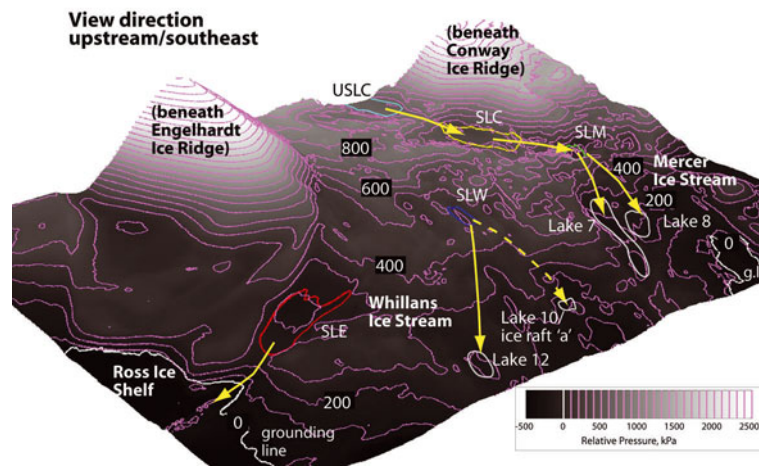 View direction
upstream/southeast
(beneath
Conway
Ice Ridge)
(beneath
Engelhardt
Ice Ridge)
USLC
SLC
SLM
800
400
Mercer
Ice Stream
600
SLW
200
Lake 7
Lake 8
0
g.l
400
Whillans
Ice Stream
SLE
Lake 10/
ice raft ‘a’
Lake 12
Ross Ice
Shelf
200
0
grounding
line
-500 0 500 1000 1500 2000 2500
Relative Pressure, kPa